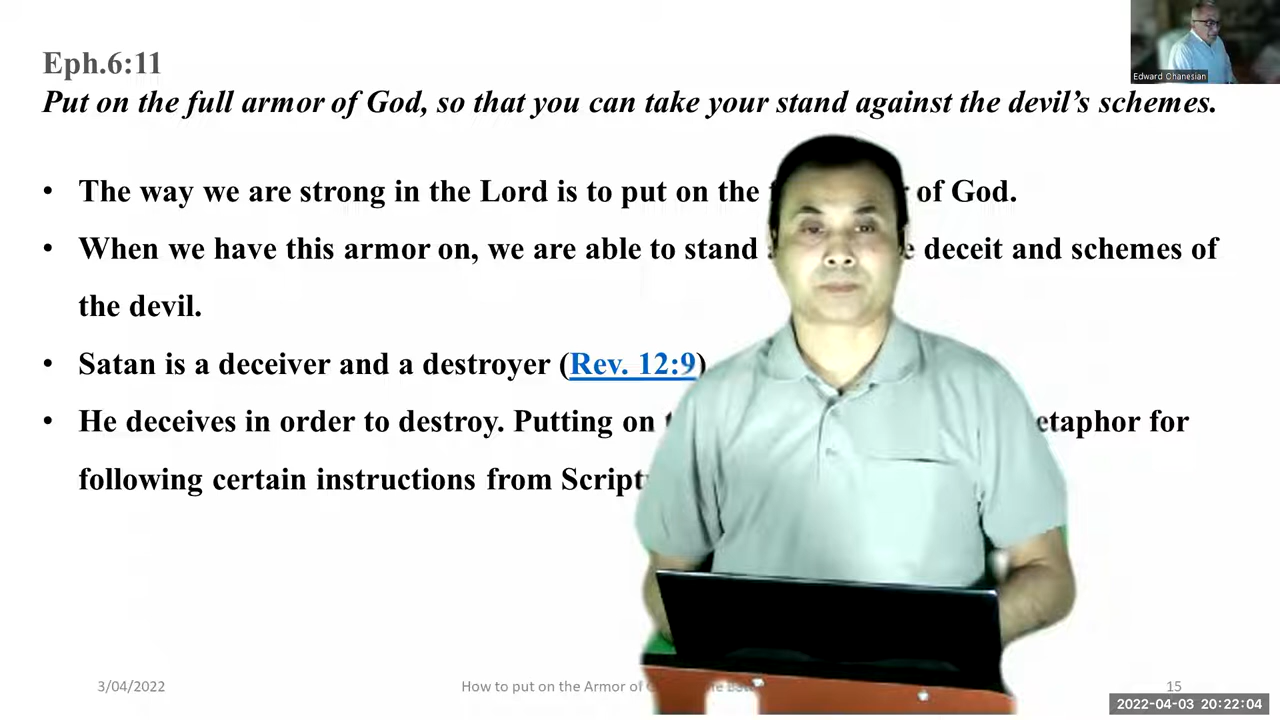 Eph.6:11
Put on the full armor of God, so that you can take your stand against the devil’s schemes.
• The way we are strong in the Lord is to put on the of God.
• When we have this armor on, we are able to stand deceit and schemes of
the devil.
• Satan is a deceiver and a destroyer (Rev. 12:9)
• He deceives in order to destroy. Putting on etaphor for
following certain instructions from Script
3/04/2022
How to put on the Armor of
15
Edward Ohanesian
2022-04-03 20:22:04